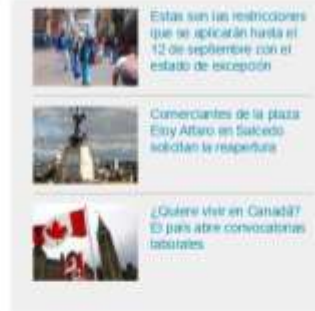 Estas son las restricciones
que se aplicarán hasta el
12 de septiembre con el
estado de excepción
Comerciantes de la plaza
Eloy Alfaro en Salcedo
solicitan la reapertura
¿Quiere vivir en Canadá?
El país abre convocatorias
laborales